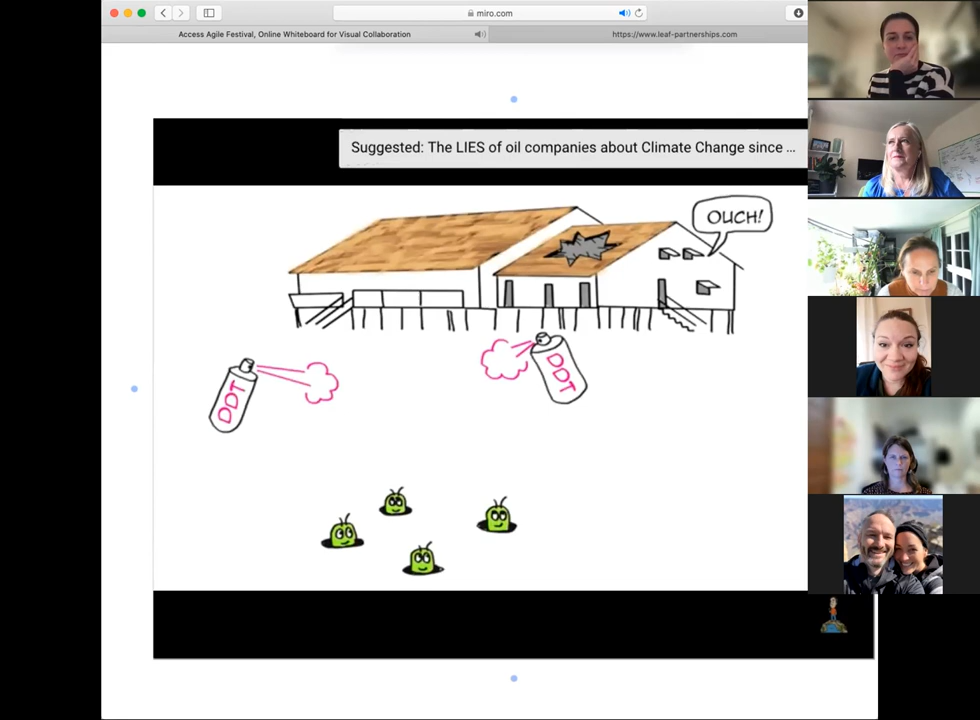 miro.com
Access Agile Festival, Online Whiteboard for Visual Collaboration
https://www.leaf-partnerships.com
Suggested: The LIES of oil companies about Climate Change since ...
OUCH!
DDT
DDT